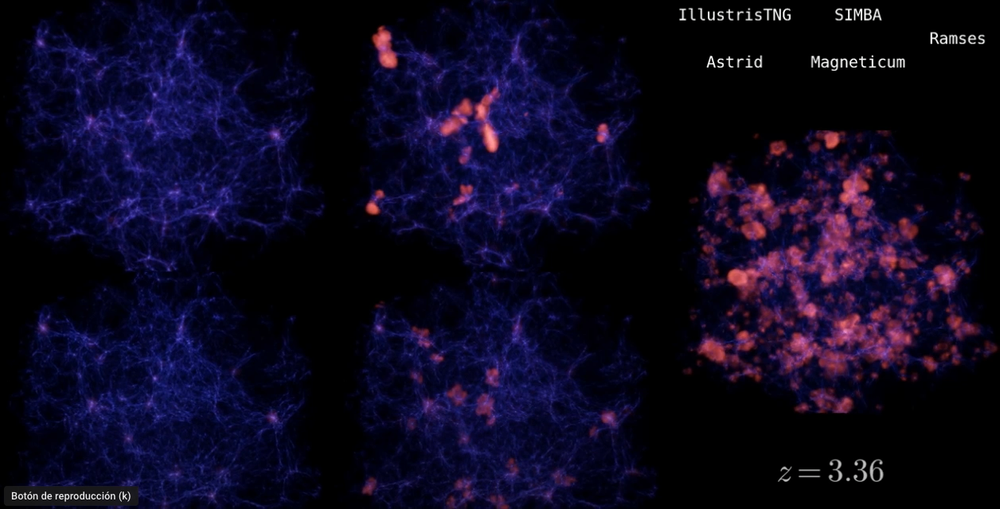 IllustrisTNG SIMBA
Ramses
Astrid Magneticum
z = 3.36
Botón de reproducción (k)